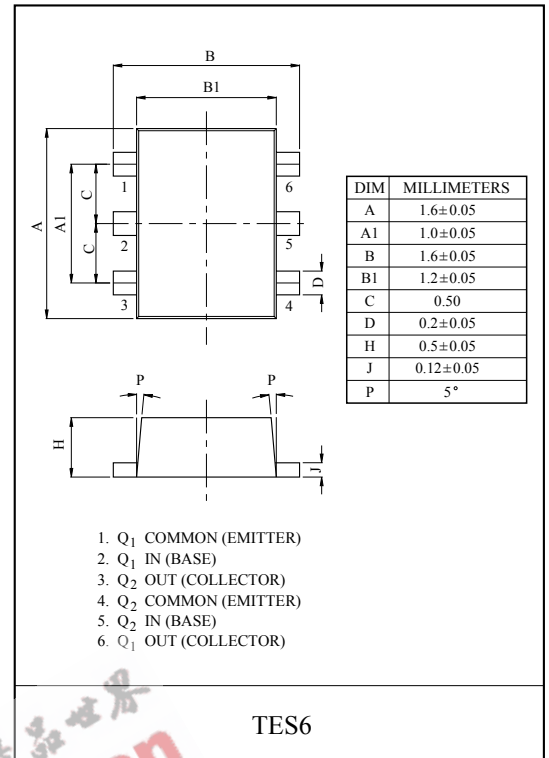 B
B1
A
A1
C
C
D
1
2
3
6
5
4
DIM MILLIMETERS
A 1.6±0.05
A1 1.0±0.05
B 1.6±0.05
B1 1.2±0.05
C 0.50
D 0.2±0.05
H 0.5±0.05
J 0.12±0.05
P 5°
P P
H
J
1. Q1 COMMON (EMITTER)
2. Q1 IN (BASE)
3. Q2 OUT (COLLECTOR)
4. Q2 COMMON (EMITTER)
5. Q2 IN (BASE)
6. Q1 OUT (COLLECTOR)
TES6
品世界